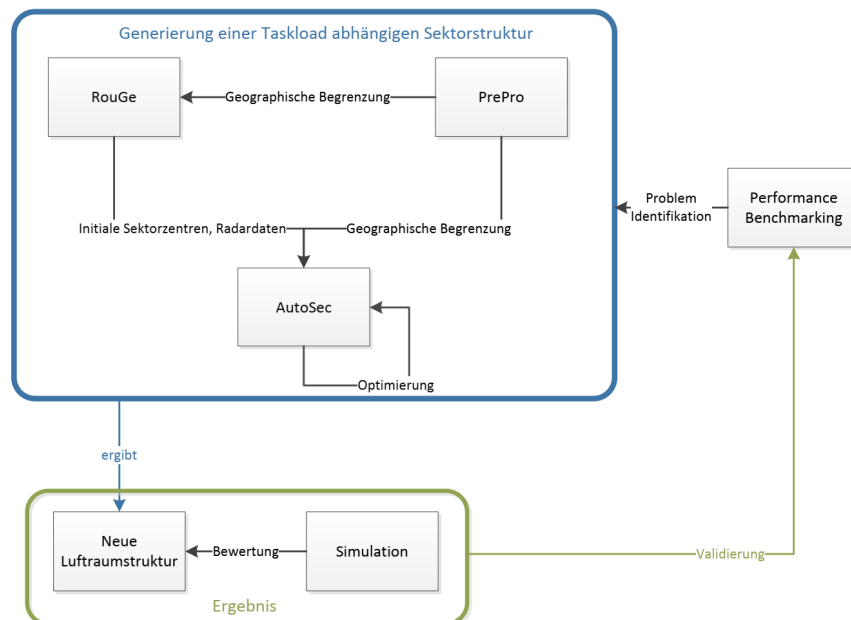 Generierung einer Taskload abhängigen Sektorstruktur
RouGe
Geographische Begrenzung
PrePro
Problem
Identifikation
Performance
Benchmarking
Initiale Sektorzentren, Radardaten
Geographische Begrenzung
AutoSec
Optimierung
ergibt
Neue
Luftraumstruktur
Bewertung
Simulation
Validierung
Ergebnis